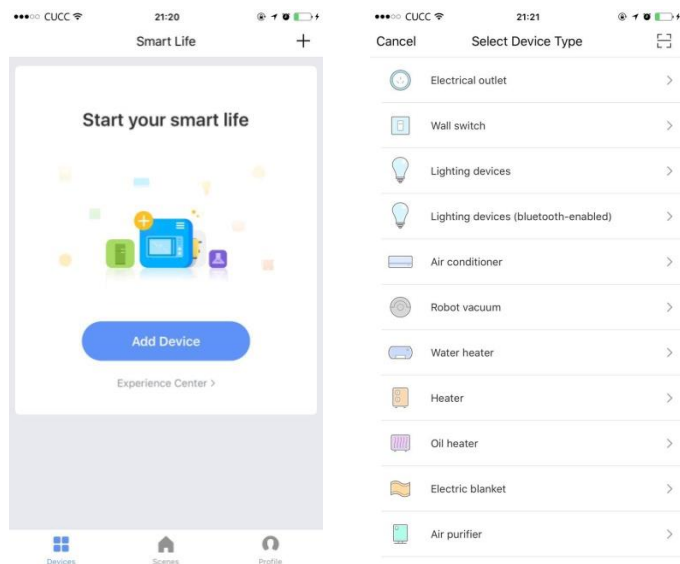 CUCC 21:20
Smart Life +
Start your smart life
Add Device
Experience Center >
Devices Scenes Profile
CUCC 21:21
Cancel Select Device Type
Electrical outlet
Wall switch
Lighting devices
Lighting devices (bluetooth-enabled)
Air conditioner
Robot vacuum
Water heater
Heater
Oil heater
Electric blanket
Air purifier